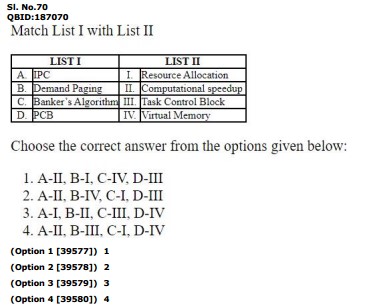 Sl. No.70
QBID:187070
Match List I with List II
LIST I LIST II
A. IPC I. Resource Allocation
B. Demand Paging II. Computational speedup
C. Banker's Algorithm III. Task Control Block
D. PCB IV. Virtual Memory
Choose the correct answer from the options given below:
1. A-II, B-I, C-IV, D-III
2. A-II, B-IV, C-I, D-III
3. A-I, B-II, C-III, D-IV
4. A-II, B-III, C-I, D-IV
(Option 1 [39577]) 1
(Option 2 [39578]) 2
(Option 3 [39579]) 3
(Option 4 [39580]) 4